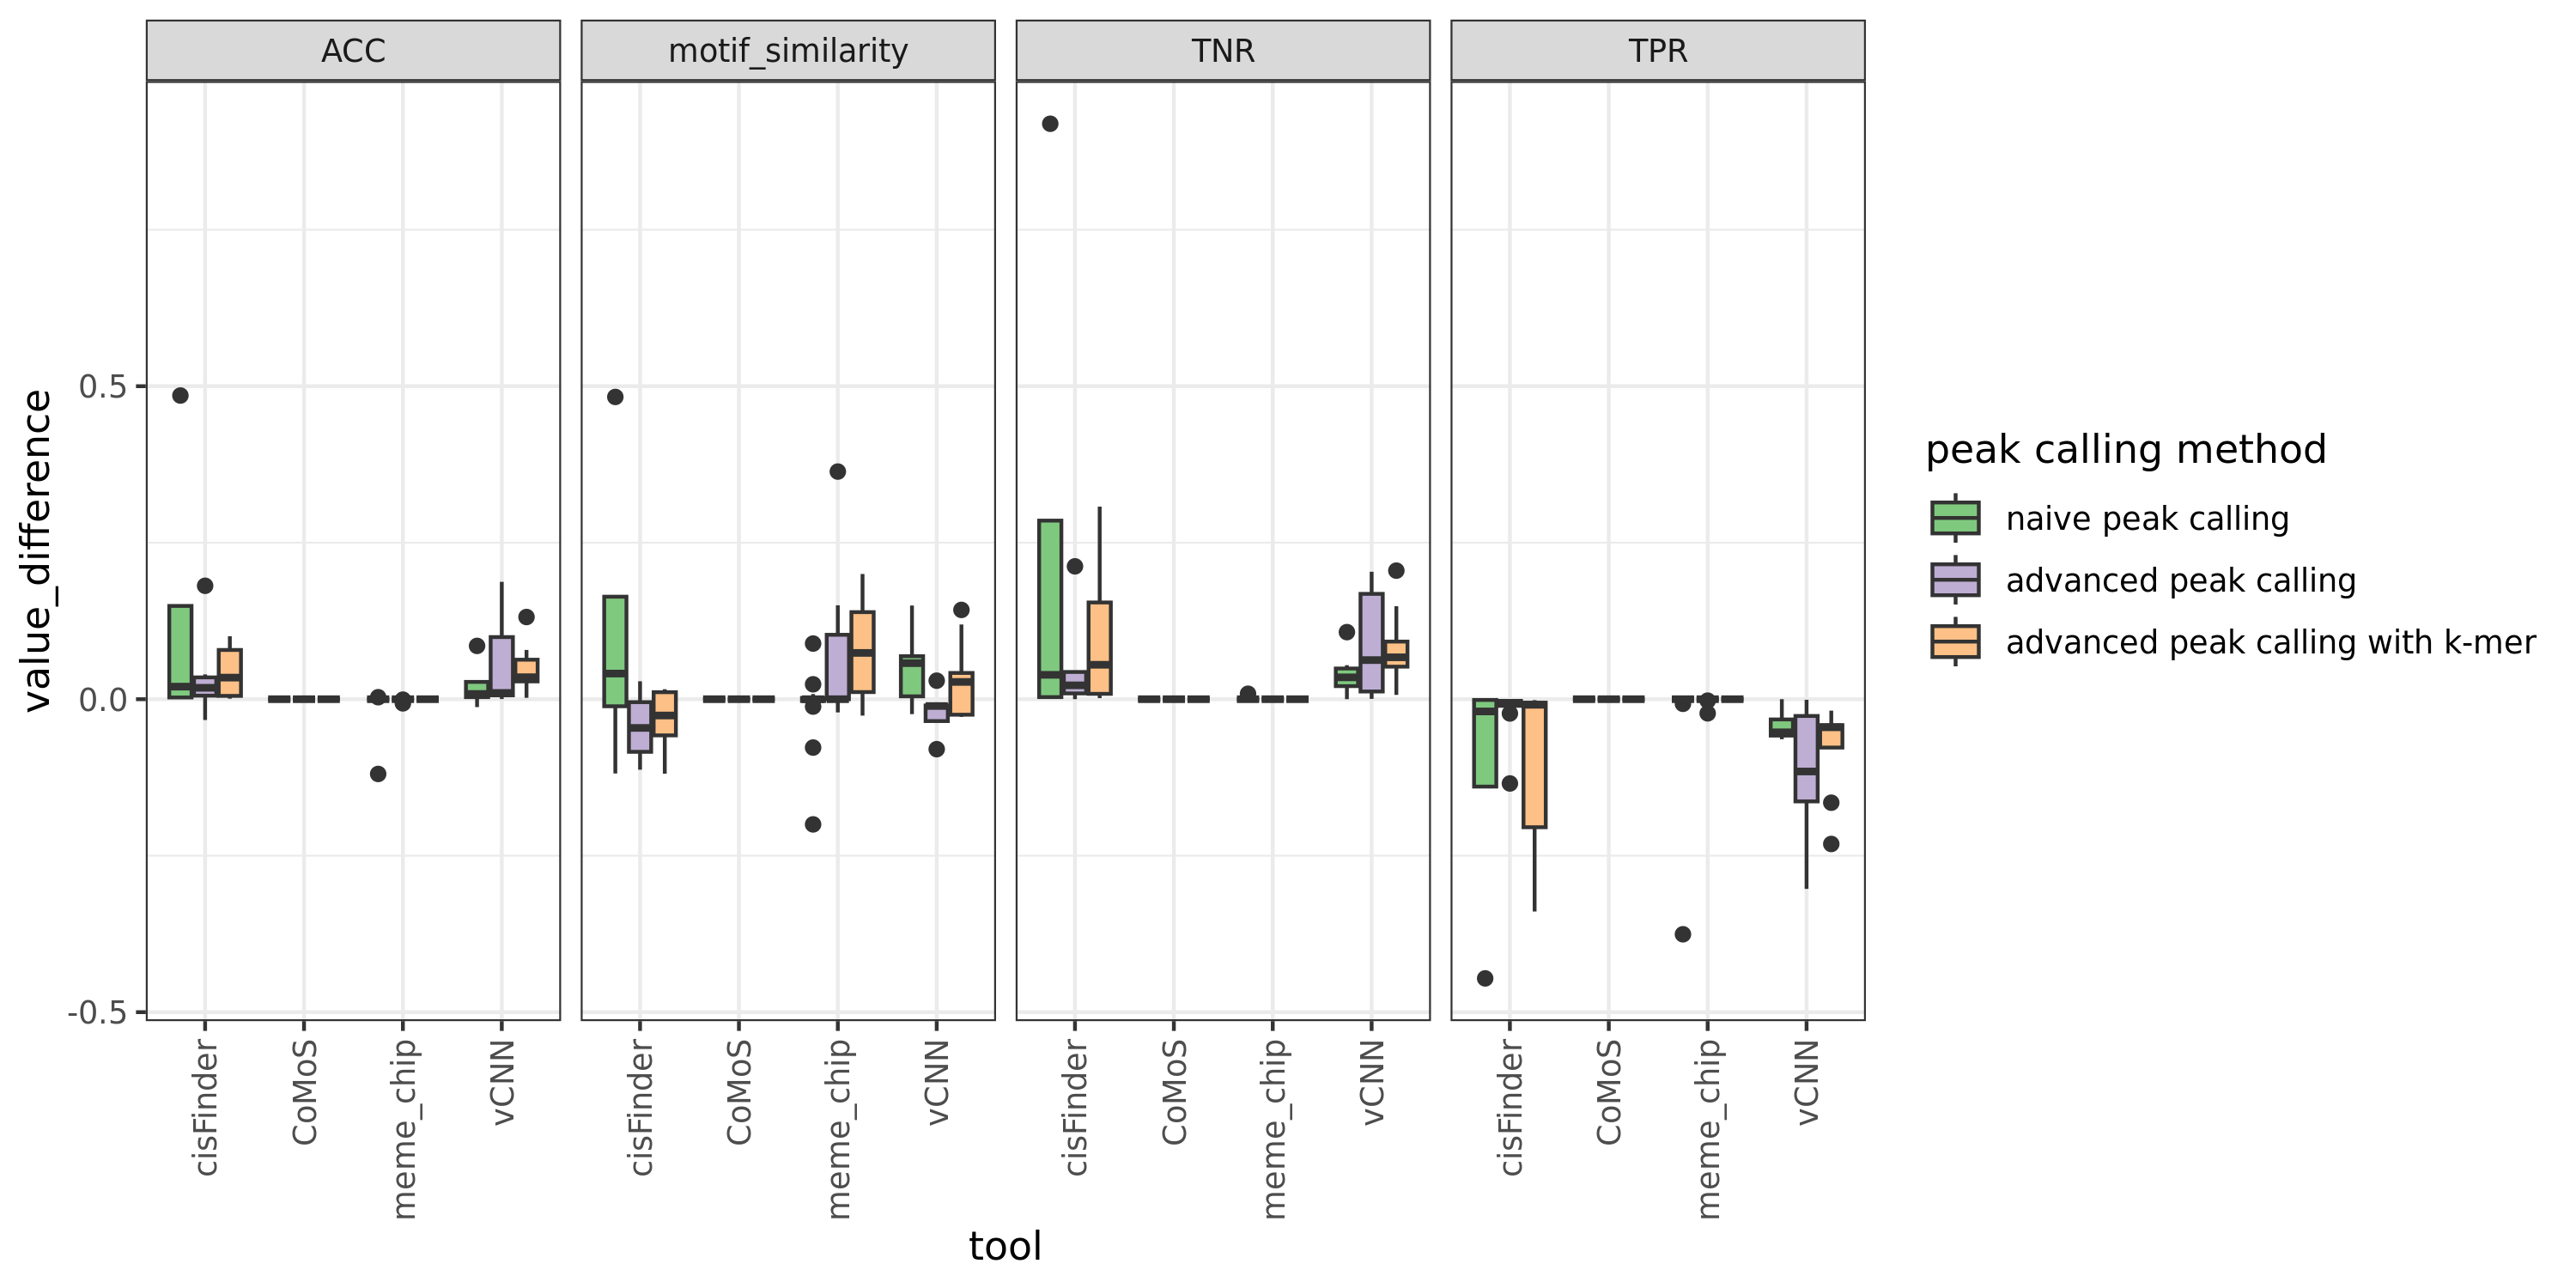 ACC
motif_similarity
TNR
TPR
value_difference
0.5
0.0
-0.5
cisFinder
CoMoS
meme_chip
vCNN
cisFinder
CoMoS
meme_chip
vCNN
cisFinder
CoMoS
meme_chip
vCNN
cisFinder
CoMoS
meme_chip
vCNN
tool
peak calling method
naive peak calling
advanced peak calling
advanced peak calling with k-mer